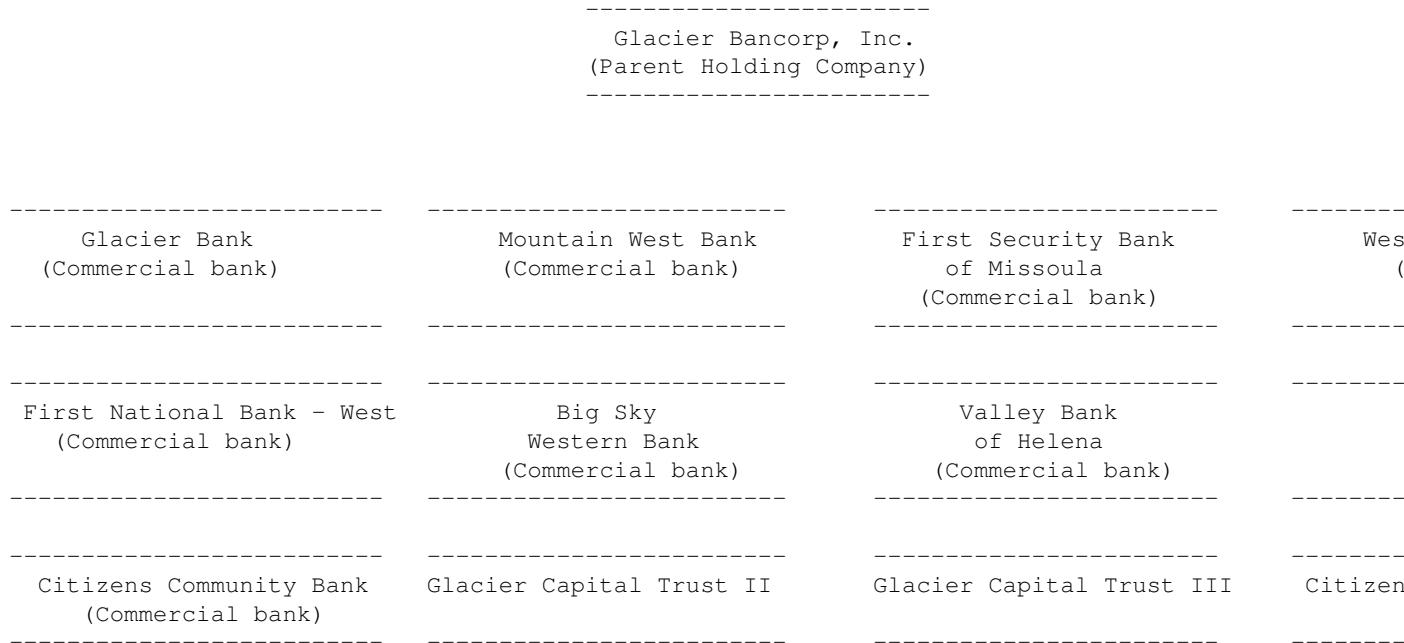 ------------------------
Glacier Bancorp, Inc.
(Parent Holding Company)
------------------------
-------------------------- ------------------------- ------------------------ --------
Glacier Bank Mountain West Bank First Security Bank
(Commercial bank) (Commercial bank) of Missoula (
(Commercial bank)
-------------------------- ------------------------- ------------------------ --------
-------------------------- ------------------------- ------------------------ --------
First National Bank - West Big Sky Valley Bank
(Commercial bank) Western Bank of Helena
(Commercial bank) (Commercial bank)
-------------------------- ------------------------- ------------------------ --------
-------------------------- ------------------------- ------------------------ --------
Citizens Community Bank Glacier Capital Trust II Glacier Capital Trust III
(Commercial bank)
-------------------------- ------------------------- ------------------------ --------